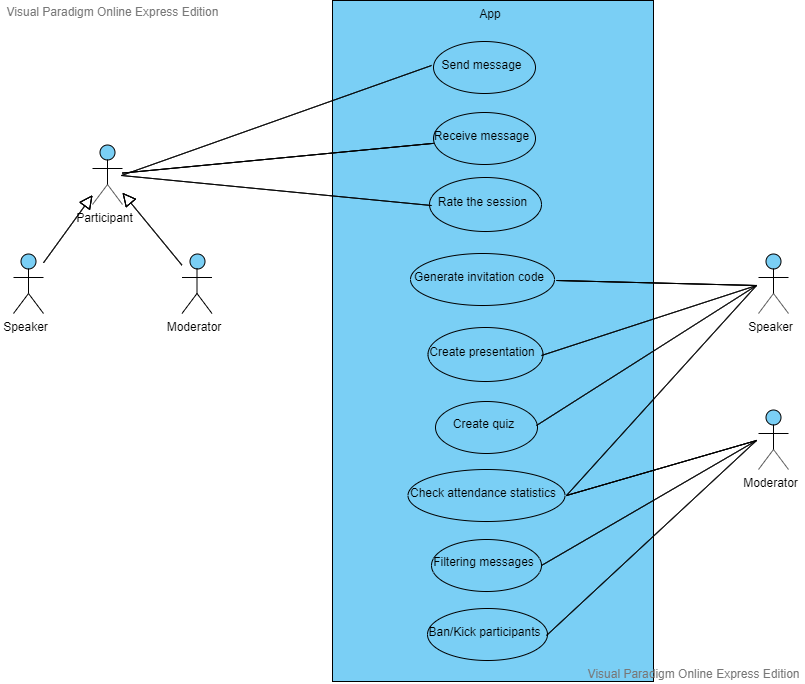 Visual Paradigm Online Express Edition
App
Send message
Receive message
Participant
Rate the session
Speaker
Moderator
Generate invitation code
Speaker
Create presentation
Create quiz
Moderator
Check attendance statistics
Filtering messages
Ban/Kick participants
Visual Paradigm Online Express Edition